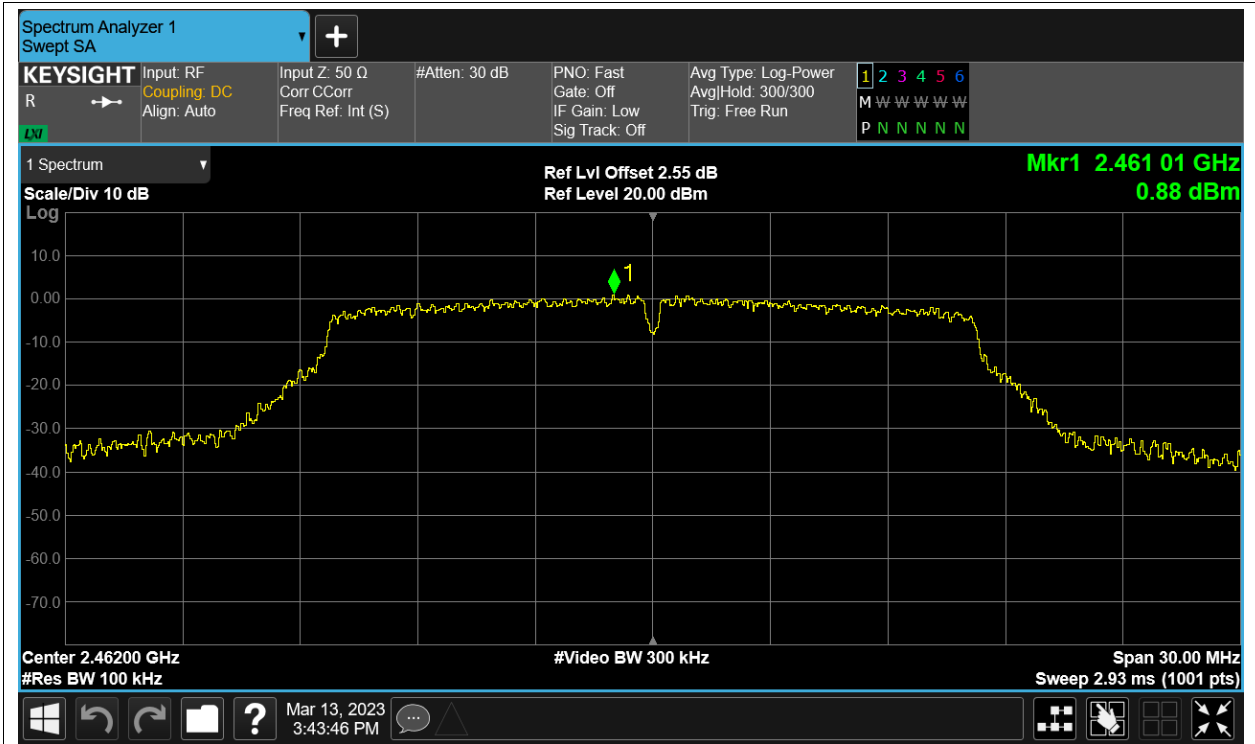 Spectrum Analyzer 1
Swept SA
KEYSIGHT
R
LXI
Input: RF
Coupling: DC
Align: Auto
Input Z: 50 Ω
Corr CCorr
Freq Ref: Int (S)
#Atten: 30 dB
PNO: Fast
Gate: Off
IF Gain: Low
Sig Track: Off
Avg Type: Log-Power
Avg|Hold: 300/300
Trig: Free Run
1 2 3 4 5 6
M W W W W W
P N N N N N
1 Spectrum
Scale/Div 10 dB
Log
Ref Lvl Offset 2.55 dB
Ref Level 20.00 dBm
Mkr1 2.461 01 GHz
0.88 dBm
10.0
0.00
-10.0
-20.0
-30.0
-40.0
-50.0
-60.0
-70.0
1
Center 2.46200 GHz
#Res BW 100 kHz
#Video BW 300 kHz
Span 30.00 MHz
Sweep 2.93 ms (1001 pts)
?
Mar 13, 2023
3:43:46 PM